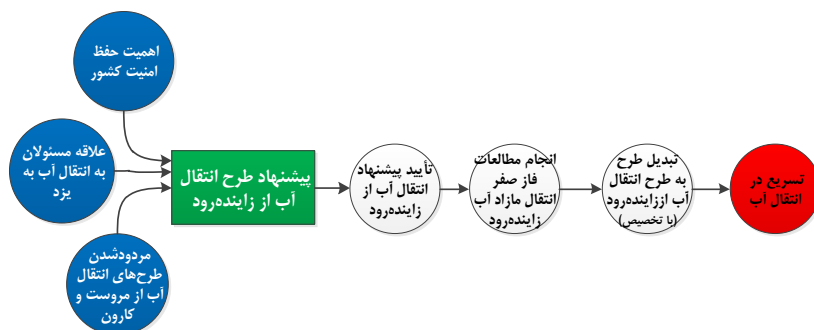 اهمیت حفظ
امنیت کشور
علاقه مسئولان
به انتقال آب به
یزد
مردودشدن
طرح‌های انتقال
آب از مروست و
کارون
پیشنهاد طرح انتقال
آب از زاینده‌رود
تأیید پیشنهاد
انتقال آب از
زاینده‌رود
انجام مطالعات
فاز صفر
انتقال مازاد آب
زاینده‌رود
تبدیل طرح
به طرح انتقال
آب اززاینده‌رود
(با تخصیص)
تسریع در
انتقال آب